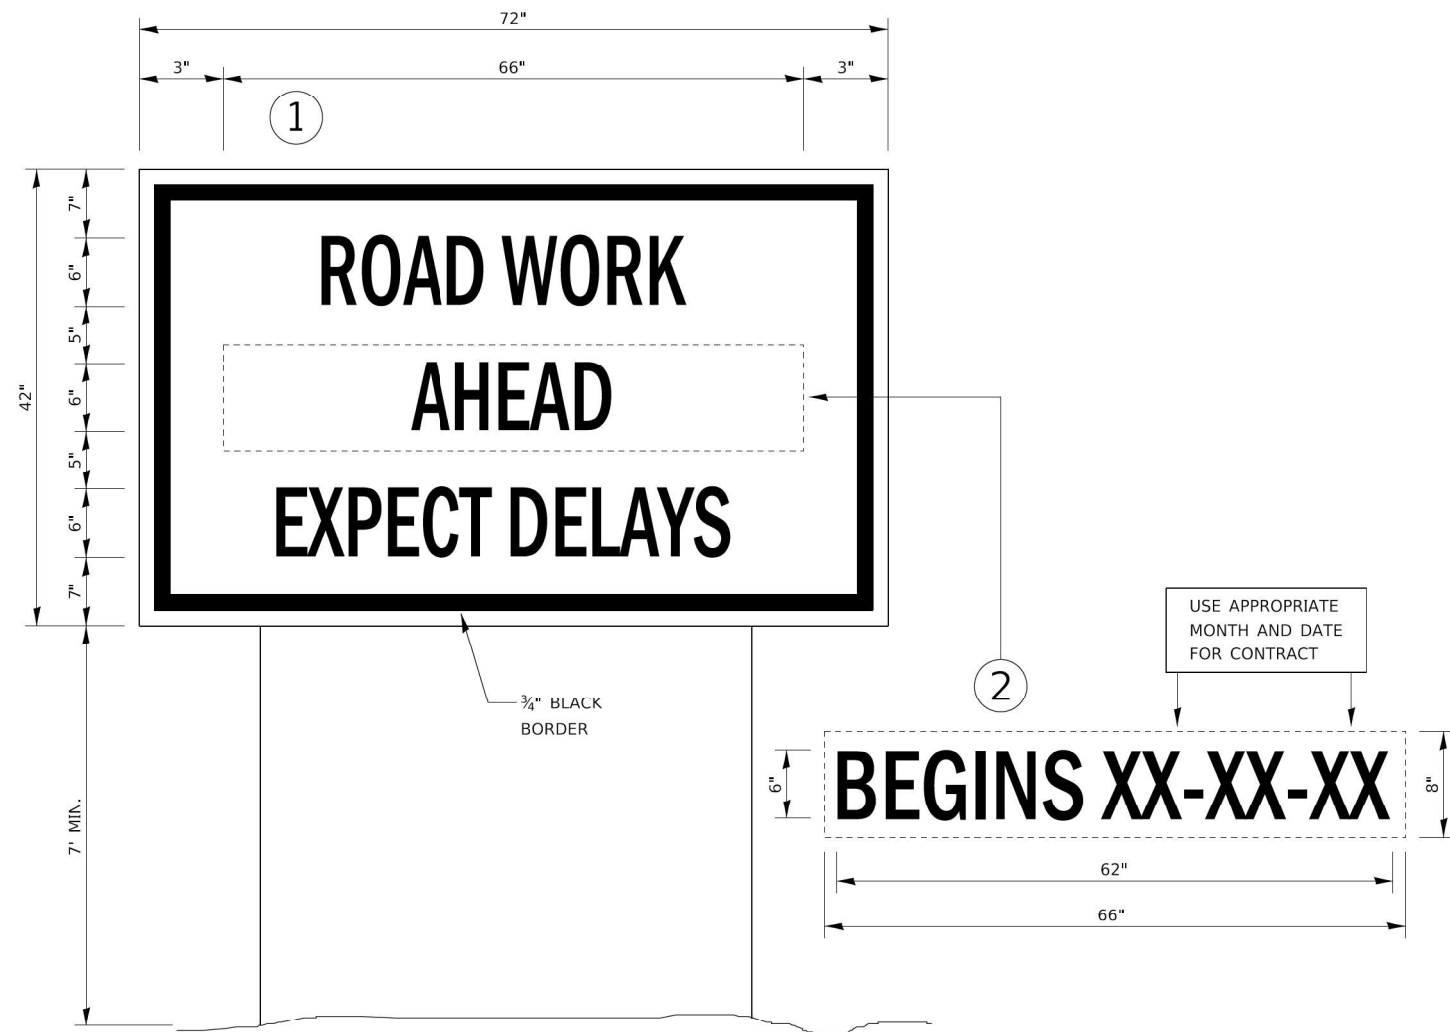 72"
3" 66" 3"
1
7"
6"
5"
6"
5"
6"
7"
42"
ROAD WORK
AHEAD
EXPECT DELAYS
¾" BLACK
BORDER
7' MIN.
2
USE APPROPRIATE
MONTH AND DATE
FOR CONTRACT
6"
BEGINS XX-XX-XX
8"
62"
66"